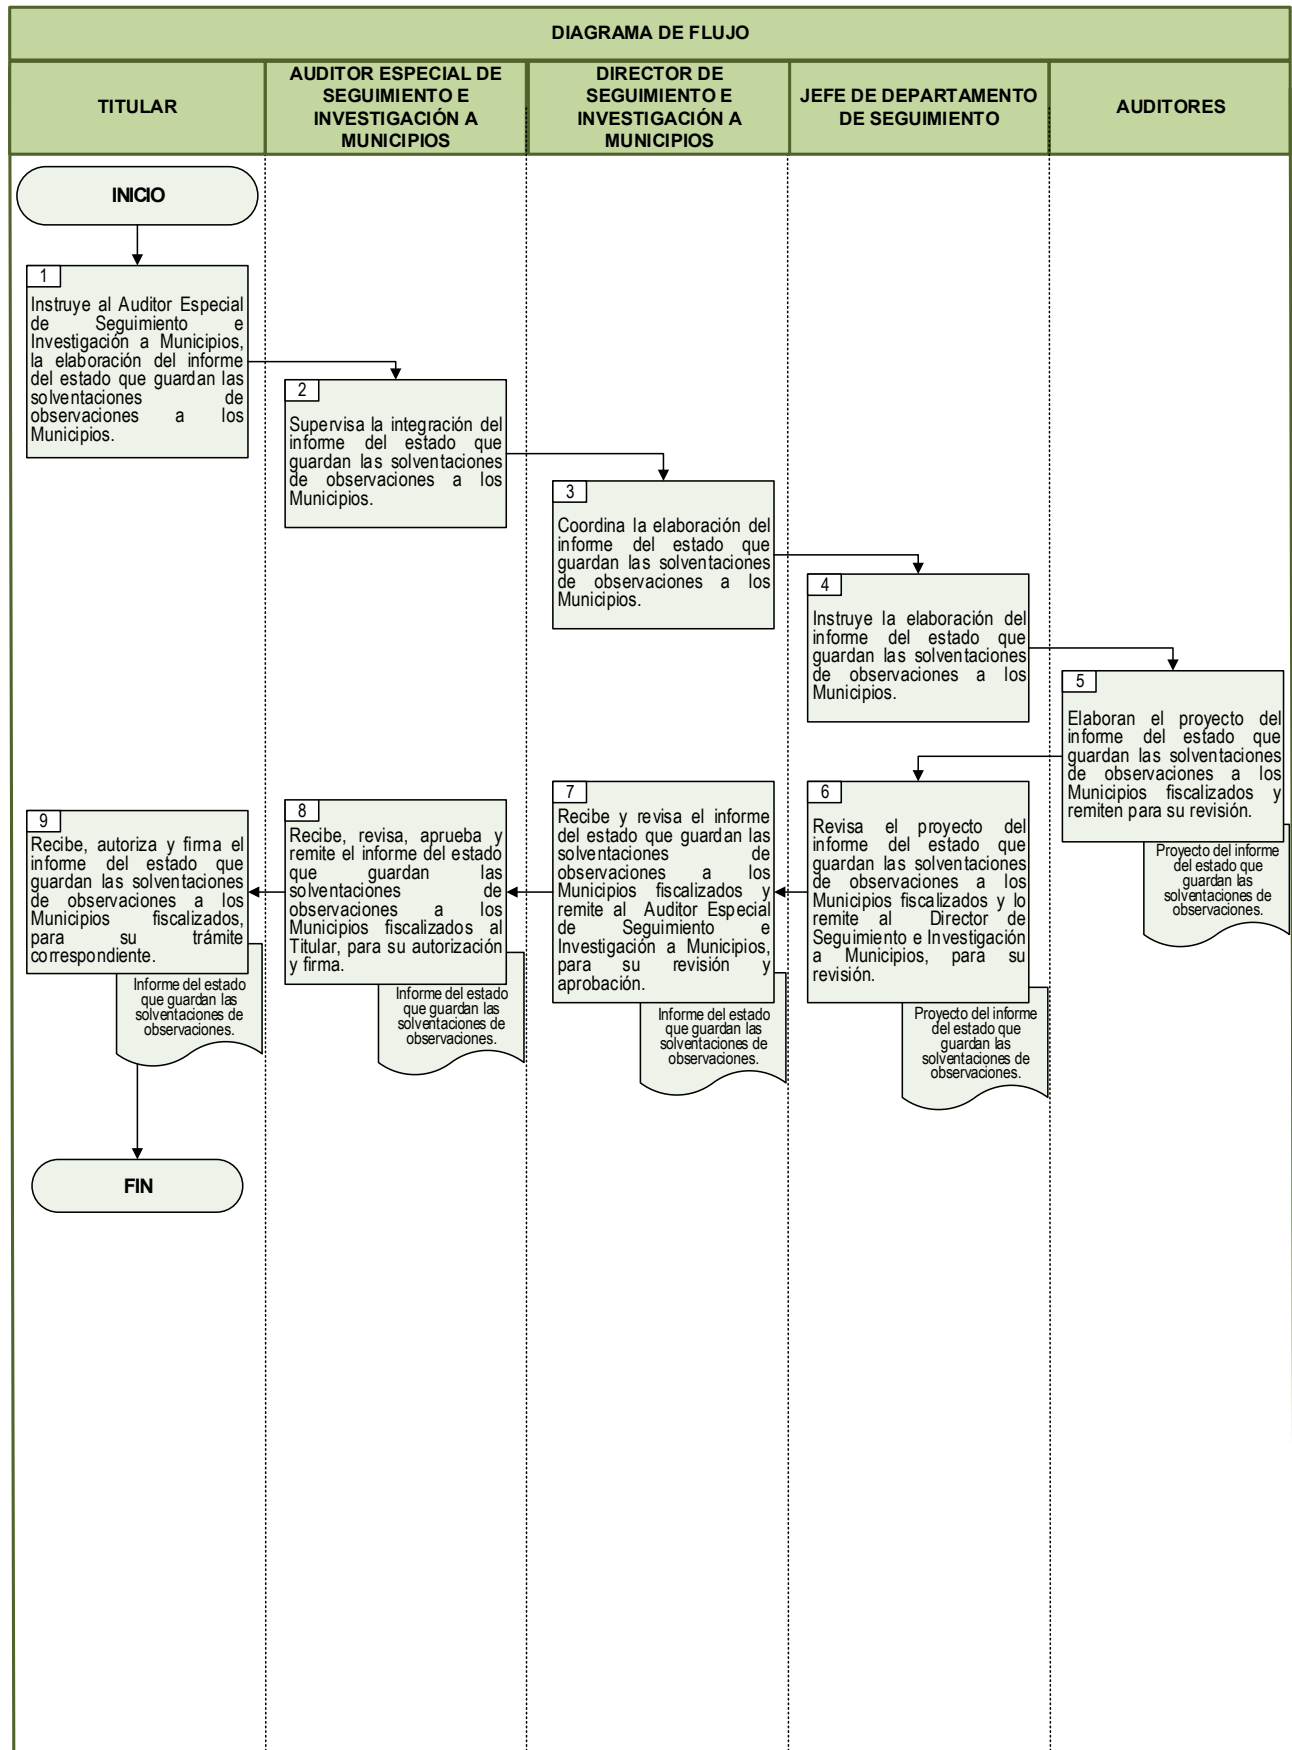 DIAGRAMA DE FLUJO
TITULAR
AUDITOR ESPECIAL DE
SEGUIMIENTO E
INVESTIGACIÓN A
MUNICIPIOS
DIRECTOR DE
SEGUIMIENTO E
INVESTIGACIÓN A
MUNICIPIOS
JEFE DE DEPARTAMENTO
DE SEGUIMIENTO
AUDITORES
INICIO
1
Instruye al Auditor Especial
de Seguimiento e
Investigación a Municipios,
la elaboración del informe
del estado que guardan las
solventaciones de
observaciones a los
Municipios.
2
Supervisa la integración del
informe del estado que
guardan las solventaciones
de observaciones a los
Municipios.
3
Coordina la elaboración del
informe del estado que
guardan las solventaciones
de observaciones a los
Municipios.
4
Instruye la elaboración del
informe del estado que
guardan las solventaciones
de observaciones a los
Municipios.
5
Elaboran el proyecto del
informe del estado que
guardan las solventaciones
de observaciones a los
Municipios fiscalizados y
remiten para su revisión.
Proyecto del informe
del estado que
guardan las
solventaciones de
observaciones.
6
Revisa el proyecto del
informe del estado que
guardan las solventaciones
de observaciones a los
Municipios fiscalizados y lo
remite al Director de
Seguimiento e Investigación
a Municipios, para su
revisión.
Proyecto del informe
del estado que
guardan las
solventaciones de
observaciones.
7
Recibe y revisa el informe
del estado que guardan las
solventaciones de
observaciones a los
Municipios fiscalizados y
remite al Auditor Especial
de Seguimiento e
Investigación a Municipios,
para su revisión y
aprobación.
Informe del estado
que guardan las
solventaciones de
observaciones.
8
Recibe, revisa, aprueba y
remite el informe del estado
que guardan las
solventaciones de
observaciones a los
Municipios fiscalizados al
Titular, para su autorización
y firma.
Informe del estado
que guardan las
solventaciones de
observaciones.
9
Recibe, autoriza y firma el
informe del estado que
guardan las solventaciones
de observaciones a los
Municipios fiscalizados,
para su trámite
correspondiente.
Informe del estado
que guardan las
solventaciones de
observaciones.
FIN